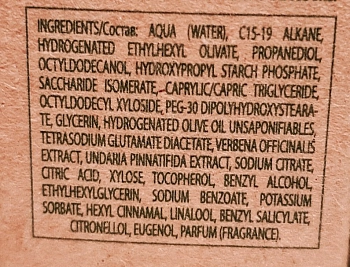 INGREDIENTS/Состав: AQUA (WATER), C15-19 ALKANE,
HYDROGENATED ETHYLHEXYL OLIVATE, PROPANEDIOL,
OCTYLDODECANOL, HYDROXYPROPYL STARCH PHOSPHATE,
SACCHARIDE ISOMERATE, CAPRYLIC/CAPRIC TRIGLYCERIDE,
OCTYLDODECYL XYLOSIDE, PEG-30 DIPOLYHYDROXYSTEARA-
TE, GLYCERIN, HYDROGENATED OLIVE OIL UNSAPONIFIABLES,
TETRASODIUM GLUTAMATE DIACETATE, VERBENA OFFICINALIS
EXTRACT, UNDARIA PINNATIFIDA EXTRACT, SODIUM CITRATE,
CITRIC ACID, XYLOSE, TOCOPHEROL, BENZYL ALCOHOL,
ETHYLHEXYLGLYCERIN, SODIUM BENZOATE, POTASSIUM
SORBATE, HEXYL CINNAMAL, LINALOOL, BENZYL SALICYLATE,
CITRONELLOL, EUGENOL, PARFUM (FRAGRANCE).